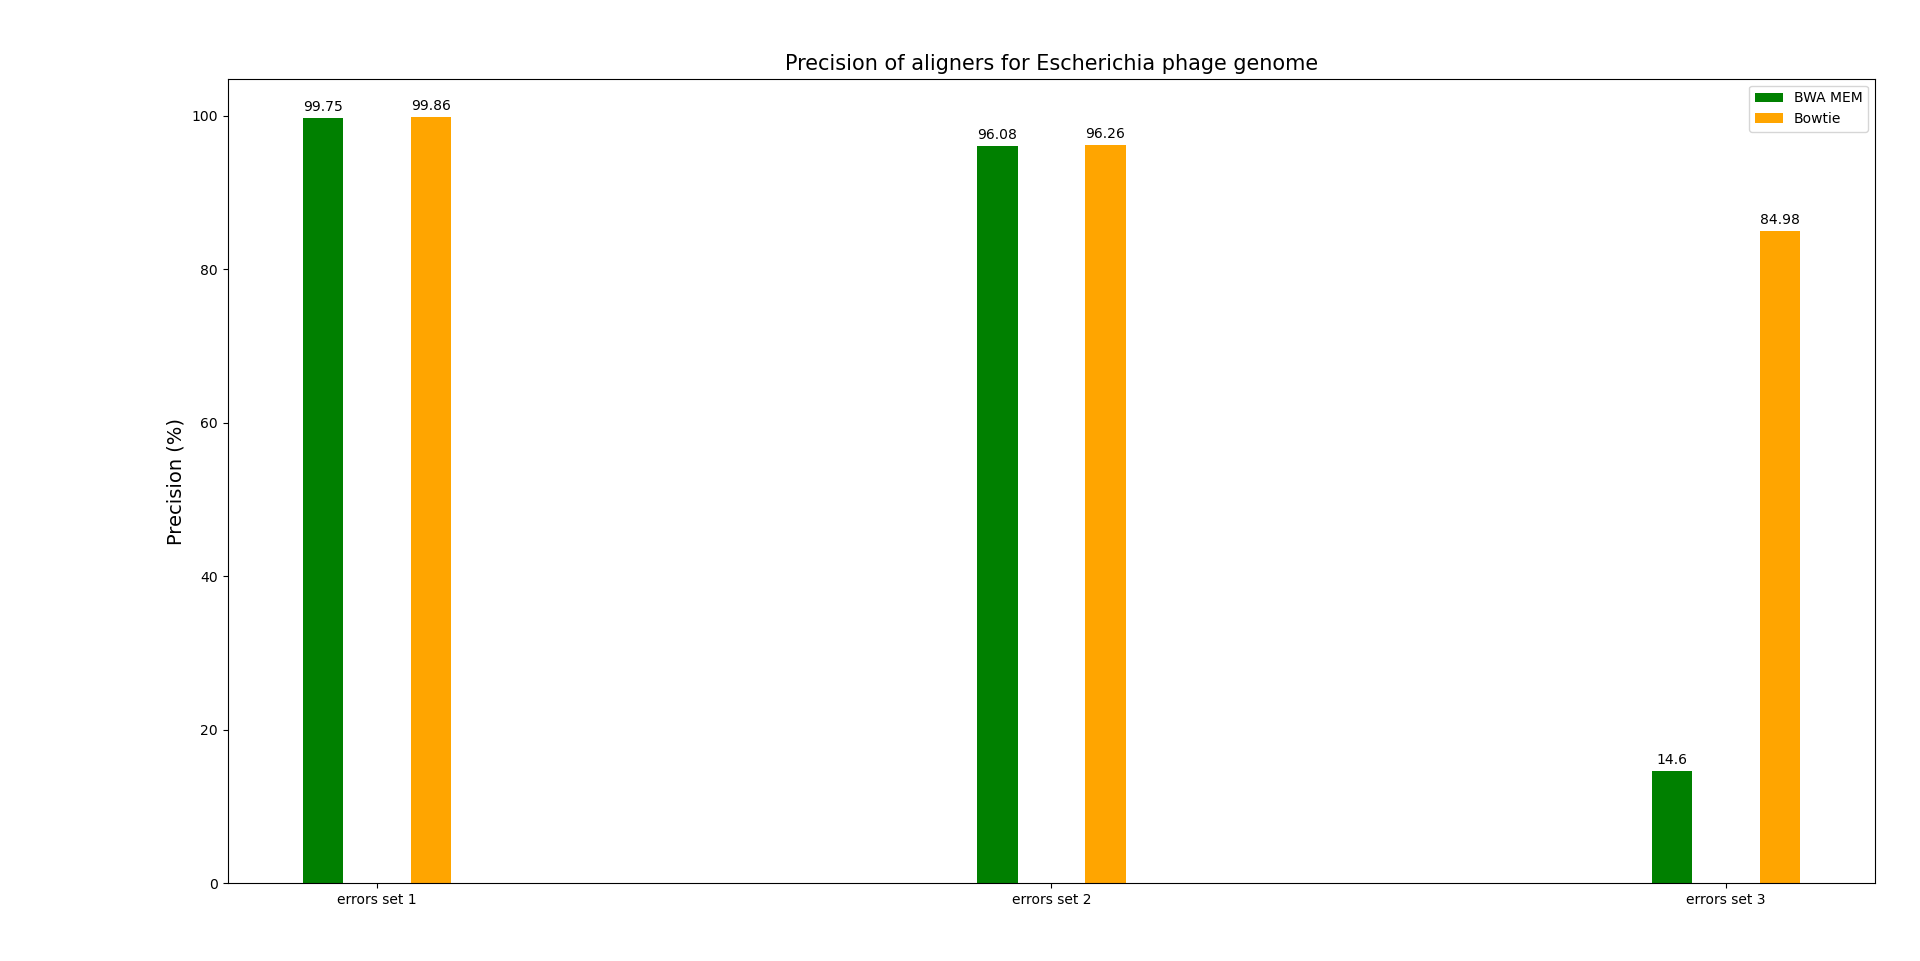 Precision of aligners for Escherichia phage genome
BWA MEM
Bowtie
99.75
99.86
96.08
96.26
84.98
14.6
Precision (%)
100
80
60
40
20
0
errors set 1
errors set 2
errors set 3